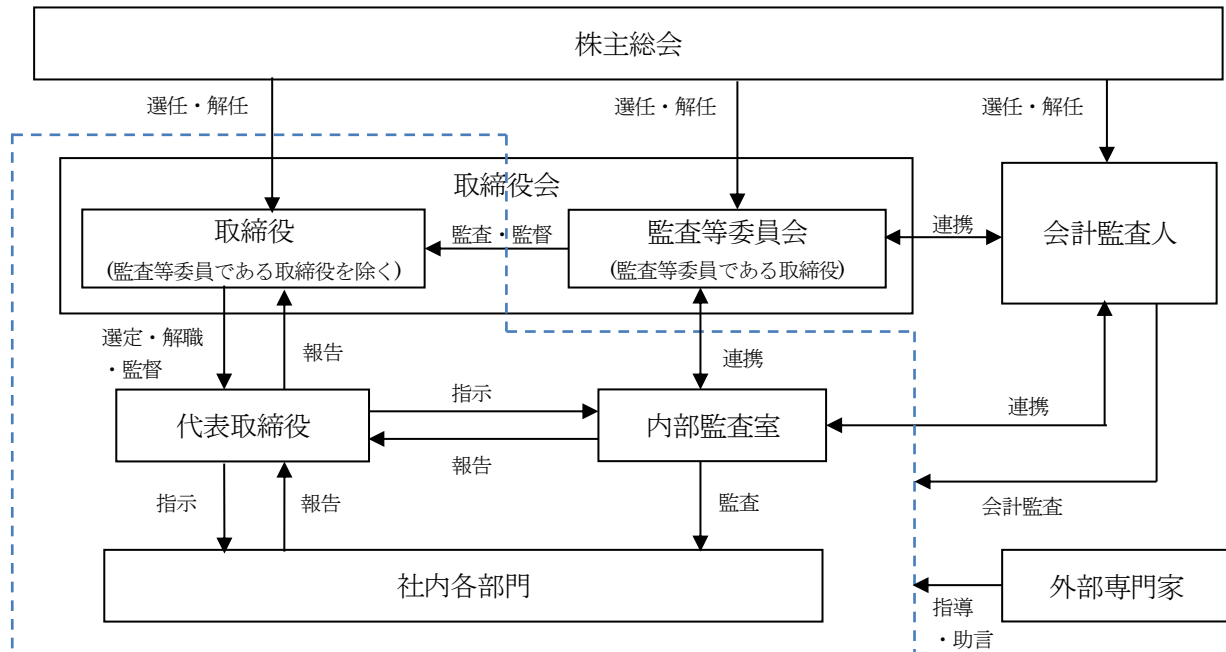 株主総会
選任・解任
選任・解任
選任・解任
取締役会
取締役
(監査等委員である取締役を除く)
監査・監督
監査等委員会
(監査等委員である取締役)
連携
会計監査人
選定・解職
・監督
報告
連携
代表取締役
指示
報告
内部監査室
連携
指示
報告
監査
会計監査
社内各部門
外部専門家
指導
・助言